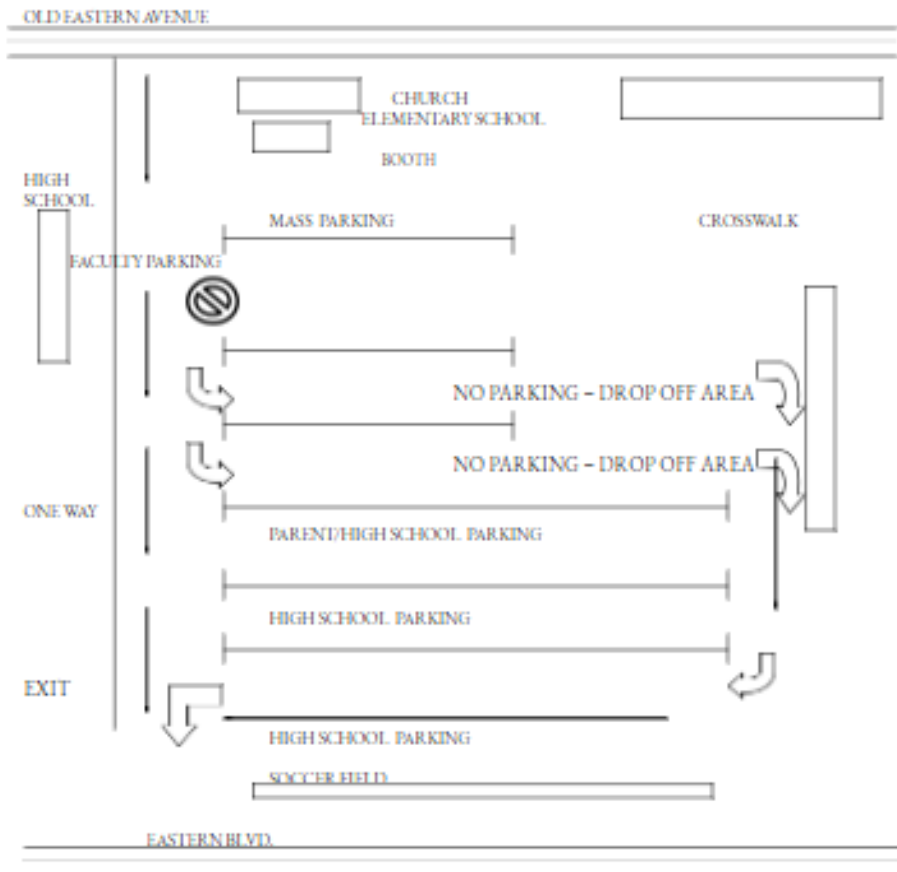 OLD EASTERN AVENUE
CHURCH
ELEMENTARY SCHOOL
BOOTH
HIGH
SCHOOL
MASS PARKING
CROSSWALK
FACULTY PARKING
NO PARKING – DROP OFF AREA
NO PARKING – DROP OFF AREA
ONE WAY
PARENT/HIGH SCHOOL PARKING
HIGH SCHOOL PARKING
EXIT
HIGH SCHOOL PARKING
SOCCER FIELD
EASTERN BLVD.